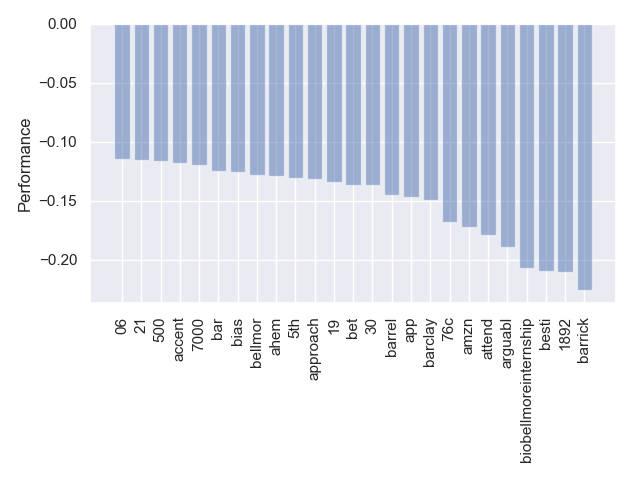 0.00
−0.05
−0.10
−0.15
−0.20
Performance
06
21
500
accent
7000
bar
bias
bellmor
ahem
5th
approach
19
bet
30
barrel
app
barclay
76c
amzn
attend
arguabl
biobellmoreinternship
besti
1892
barrick